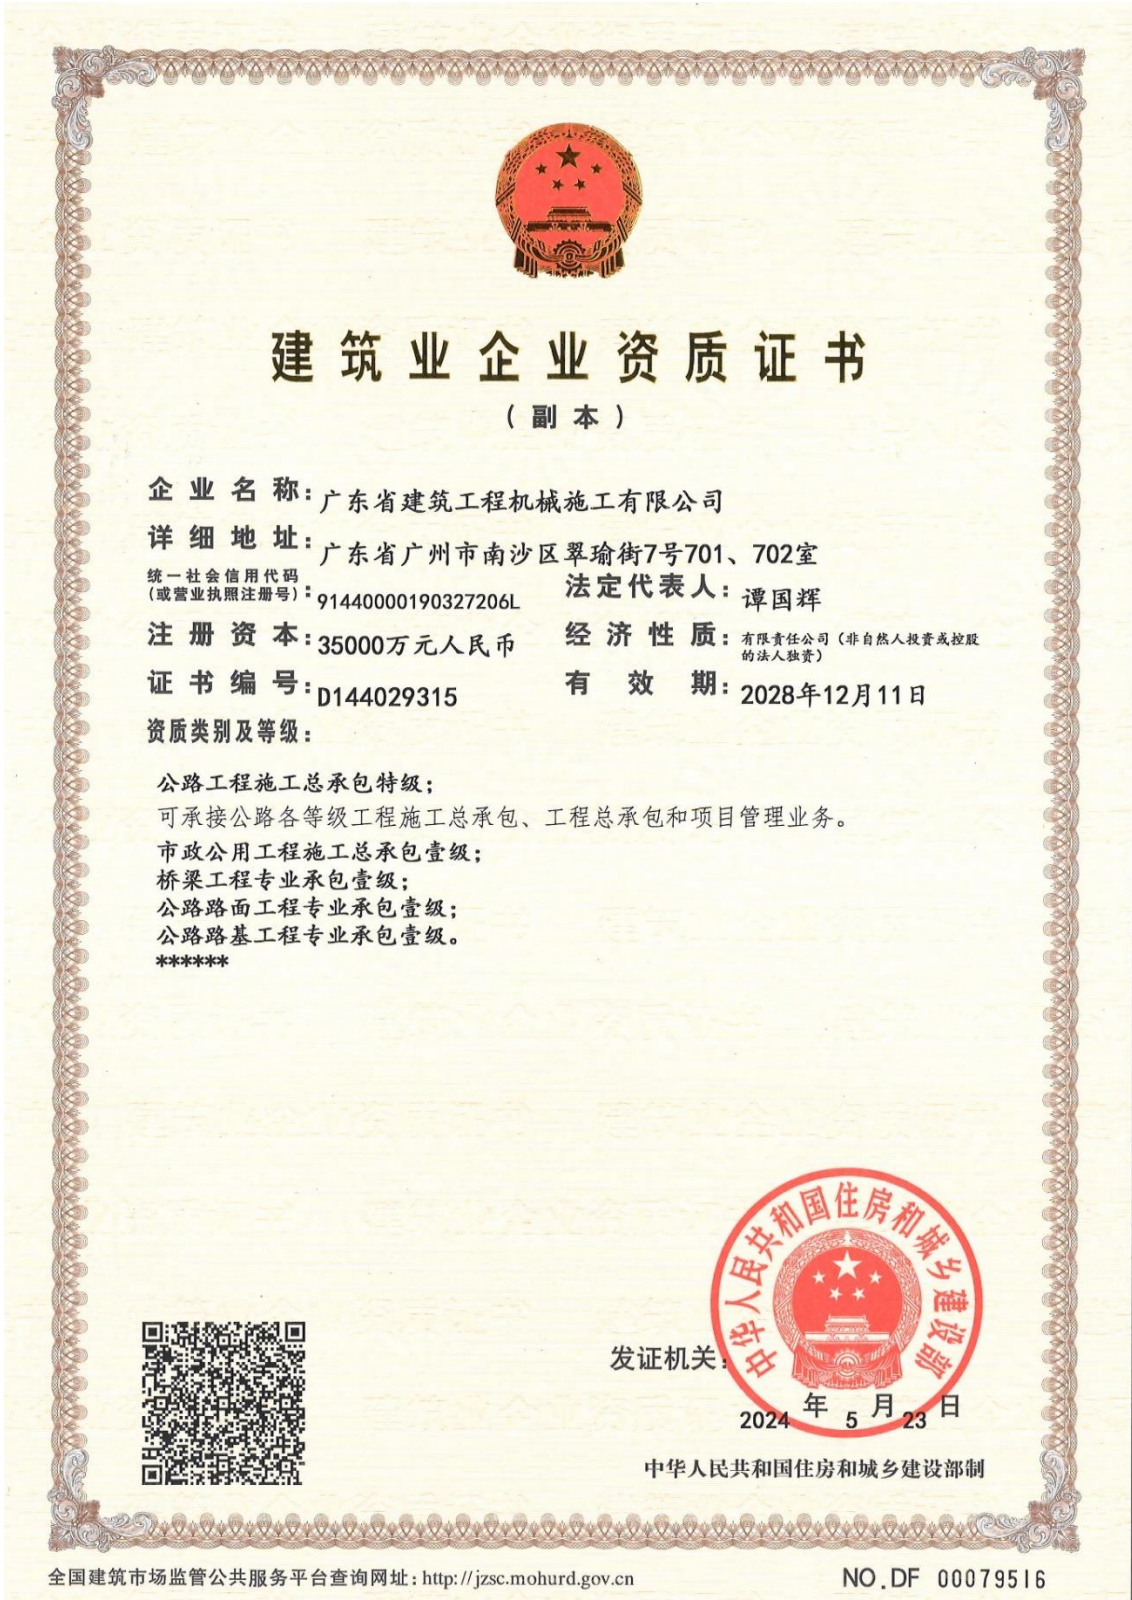 建筑业企业资质证书
（副本）
企业名称：广东省建筑工程机械施工有限公司
详细地址：广东省广州市南沙区翠瑜街7号701、702室
统一社会信用代码
（或营业执照注册号）：91440000190327206L
法定代表人：谭国辉
注册资本：35000万元人民币
经济性质：有限责任公司（非自然人投资或控股
的法人独资）
证书编号：D144029315
有效期：2028年12月11日
资质类别及等级：
公路工程施工总承包特级；
可承接公路各等级工程施工总承包、工程总承包和项目管理业务。
市政公用工程施工总承包壹级；
桥梁工程专业承包壹级；
公路路面工程专业承包壹级；
公路路基工程专业承包壹级。
******
中华人民共和国住房和城乡建设部
发证机关：
2024年5月23日
中华人民共和国住房和城乡建设部制
全国建筑市场监管公共服务平台查询网址：http://jzsc.mohurd.gov.cn
NO.DF 00079516